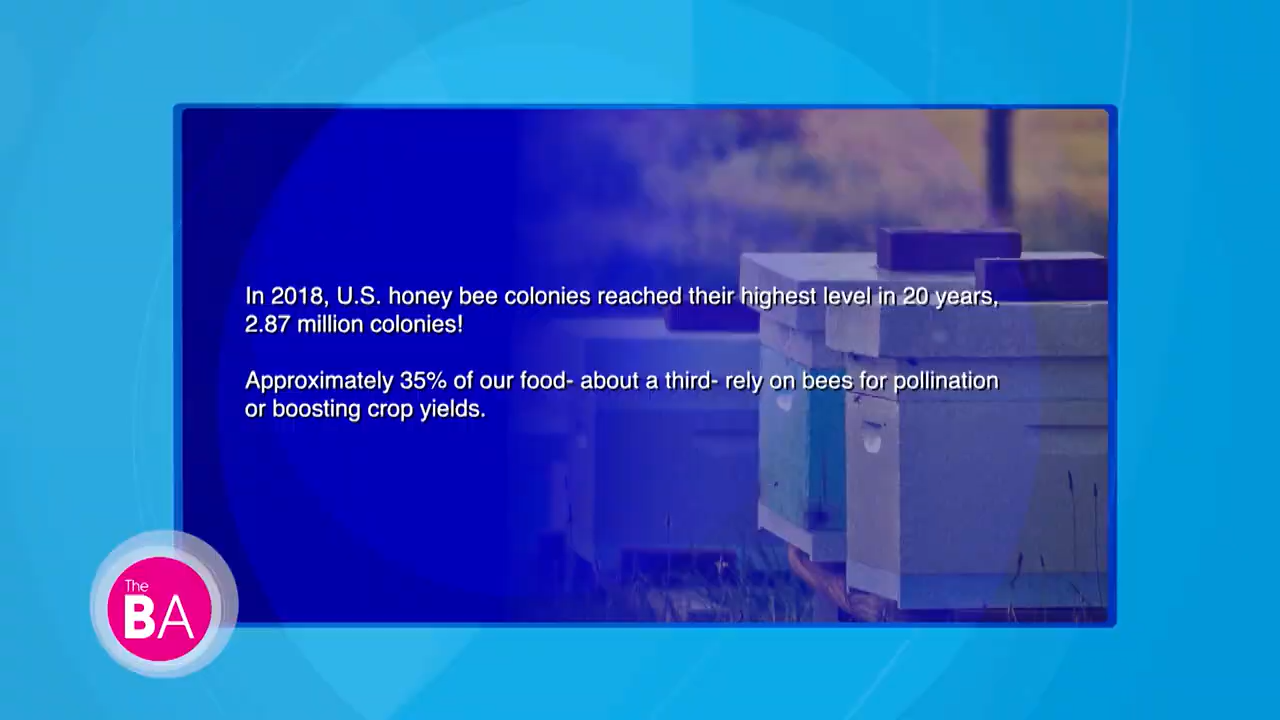 In 2018, U.S. honey bee colonies reached their highest level in 20 years,
2.87 million colonies!
Approximately 35% of our food- about a third- rely on bees for pollination
or boosting crop yields.
The
BA